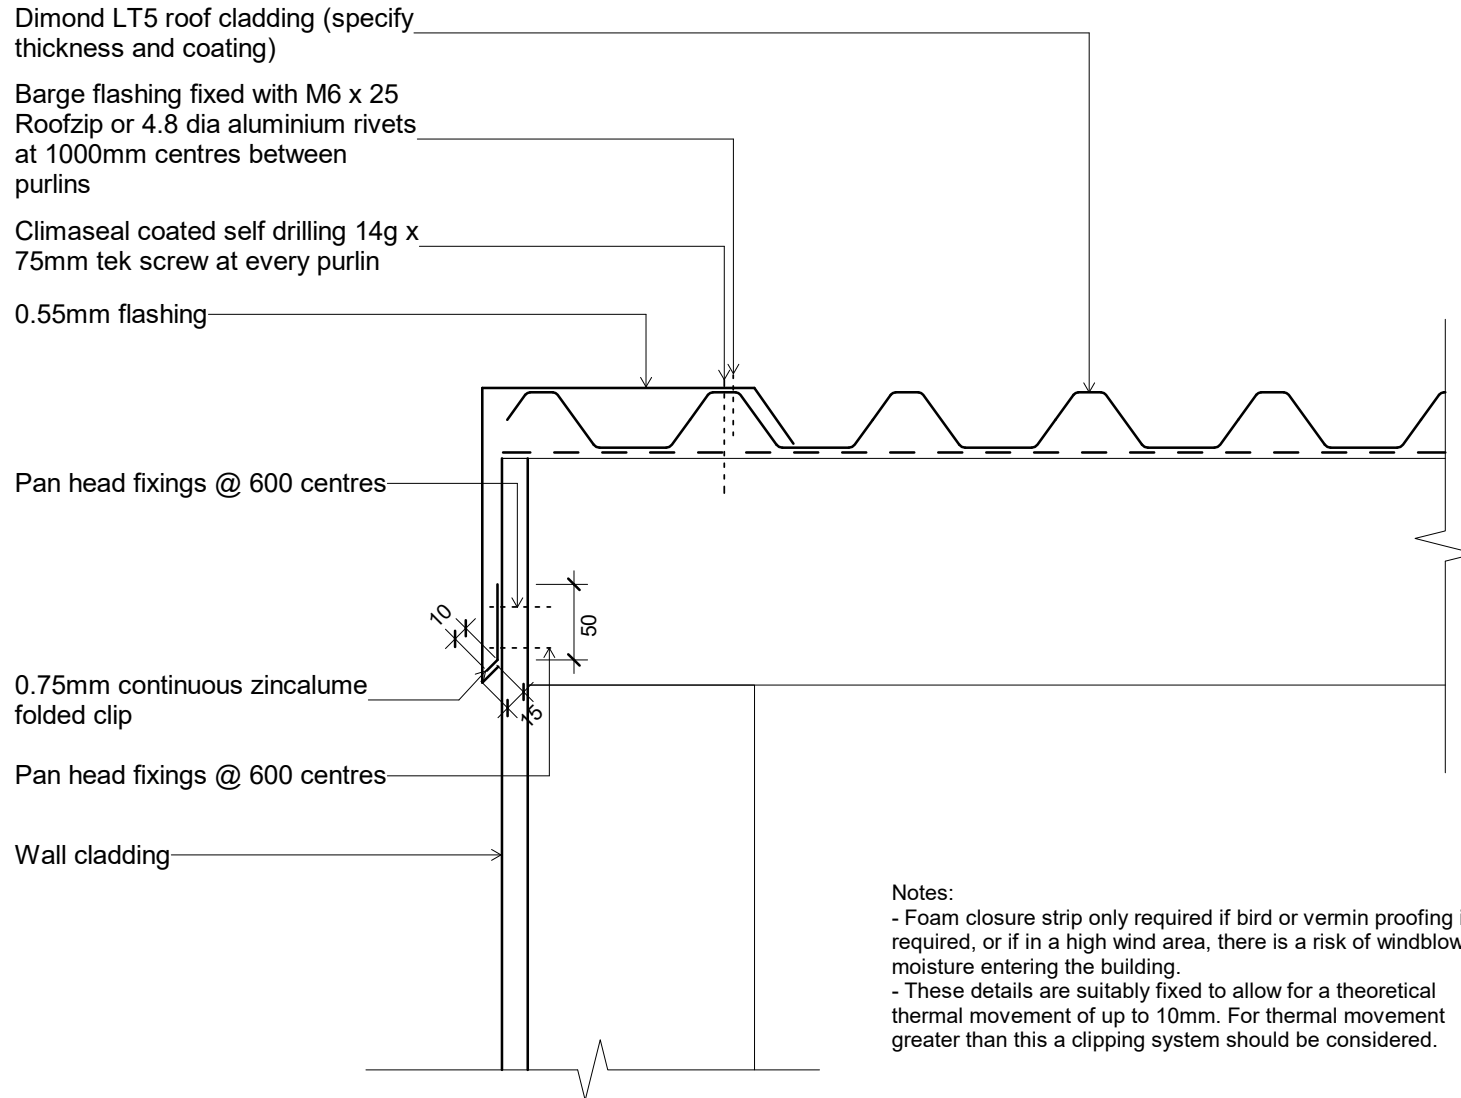 Dimond LT5 roof cladding (specify
thickness and coating)
Barge flashing fixed with M6 x 25
Roofzip or 4.8 dia aluminium rivets
at 1000mm centres between
purlins
Climaseal coated self drilling 14g x
75mm tek screw at every purlin
0.55mm flashing
Pan head fixings @ 600 centres
10
50
0.75mm continuous zincalume
folded clip
15
Pan head fixings @ 600 centres
Wall cladding
Notes:
- Foam closure strip only required if bird or vermin proofing
required, or if in a high wind area, there is a risk of
moisture entering the building.
- These details are suitably fixed to allow for a theoretical
thermal movement of up to 10mm. For thermal movement
greater than this a clipping system should be considered.